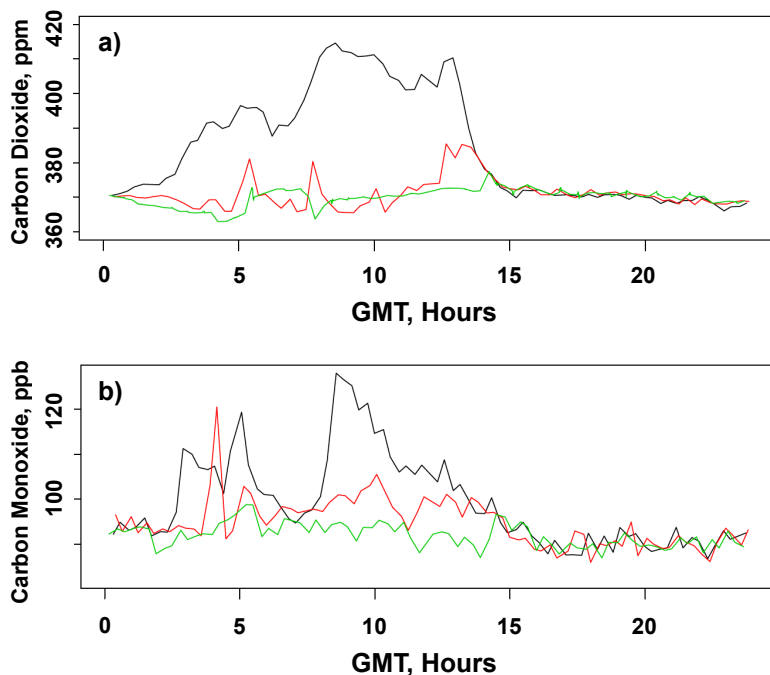 a)
Carbon Dioxide, ppm
420
400
380
360
0 5 10 15 20
GMT, Hours
b)
Carbon Monoxide, ppb
120
100
0 5 10 15 20
GMT, Hours